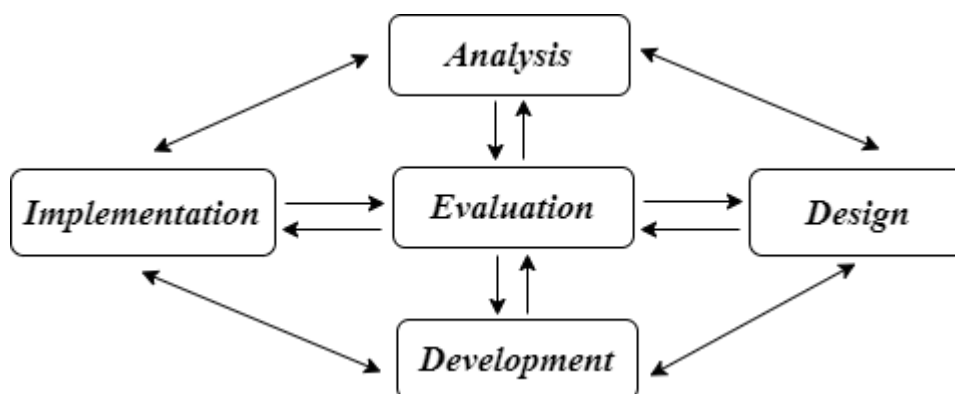 Analysis
Implementation
Evaluation
Design
Development